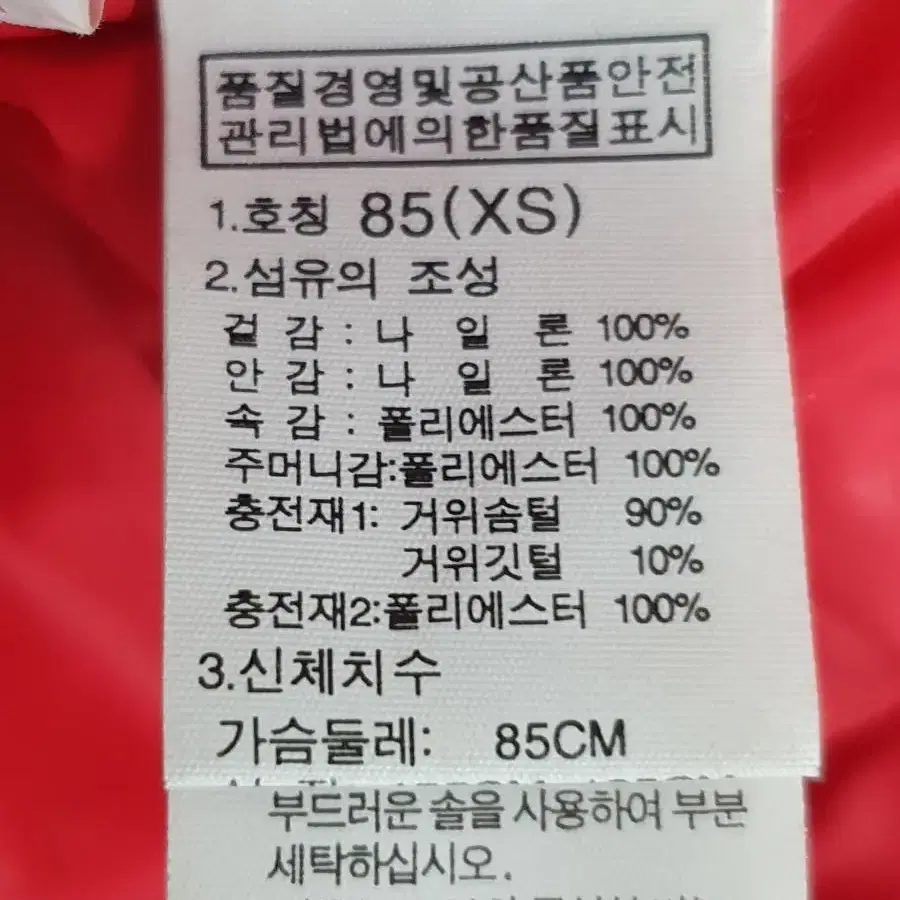 품질경영및공산품안전
관리법에의한품질표시
1.호칭 85(XS)
2.섬유의 조성
겉 감 : 나 일 론 100%
안 감 : 나 일 론 100%
속 감 : 폴리에스터 100%
주머니감:폴리에스터 100%
충전재1: 거위솜털 90%
거위깃털 10%
충전재2:폴리에스터 100%
3.신체치수
가슴둘레: 85CM
부드러운 솔을 사용하여 부분
세탁하십시오.